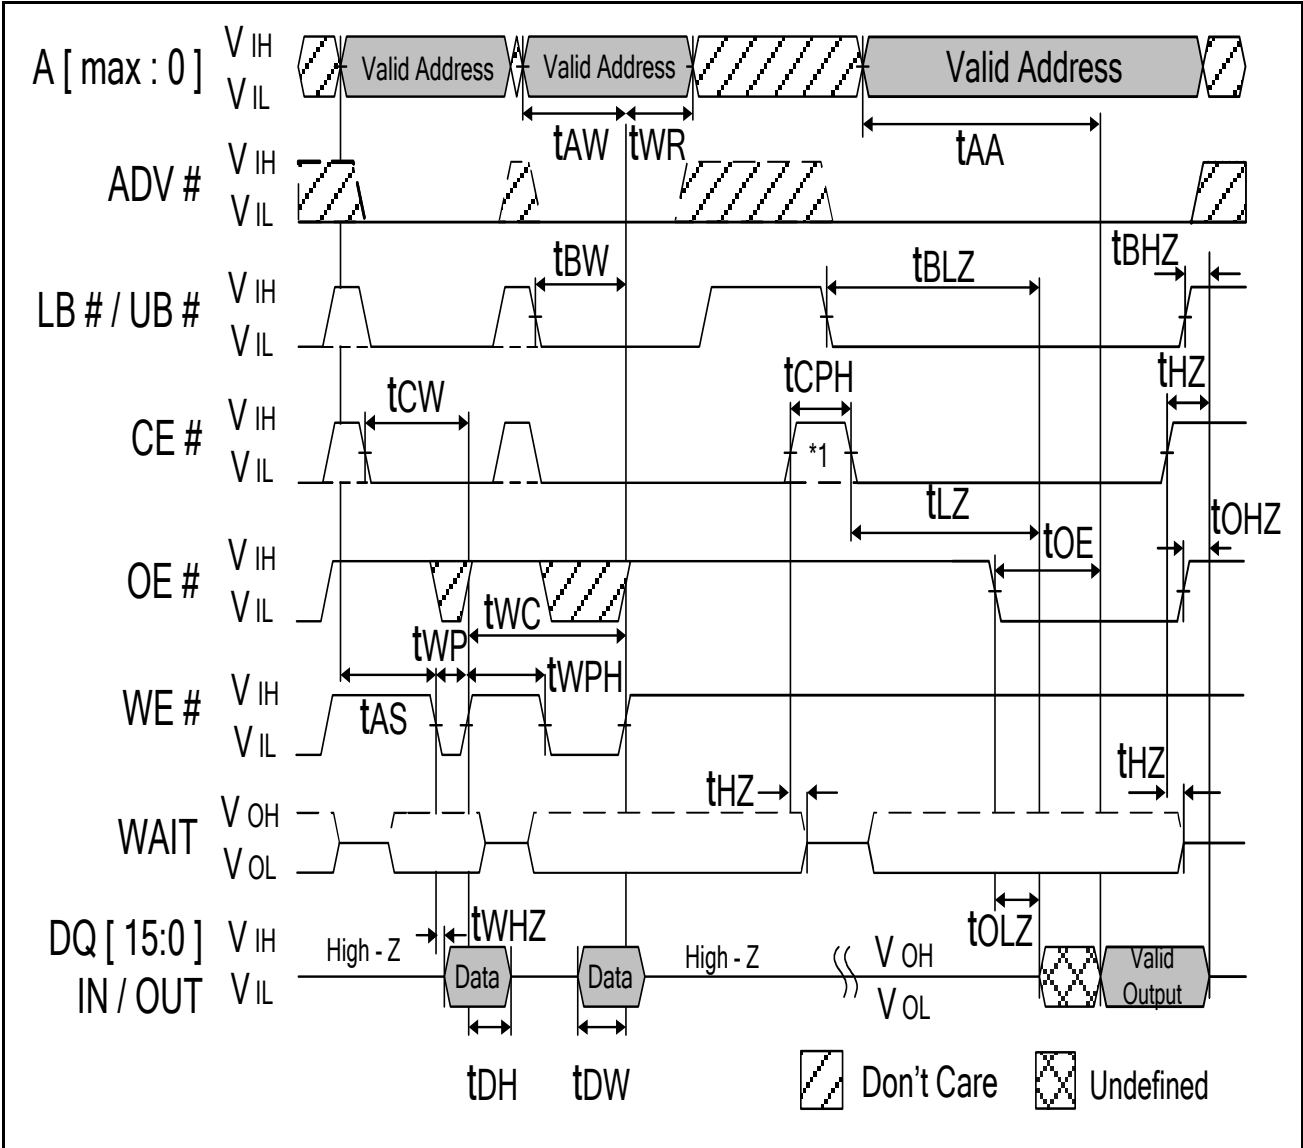 A [ max : 0 ] V IH Valid Address Valid Address Valid Address
V IL
tAW tWR tAA
ADV # V IH
V IL
tBW tBLZ tBHZ
LB # / UB # V IH
V IL
tCW tCPH tHZ
CE # V IH
V IL *1
tLZ tOHZ
OE # V IH tOE
V IL
tWC
tWP tWPH
WE # V IH
V IL tAS
tHZ tHZ
WAIT V OH
V OL
tWHZ tOLZ
DQ [ 15:0 ] V IH High - Z High - Z V OH Valid
IN / OUT V IL Data Data V OL Output
tDH tDW
Don't Care Undefined